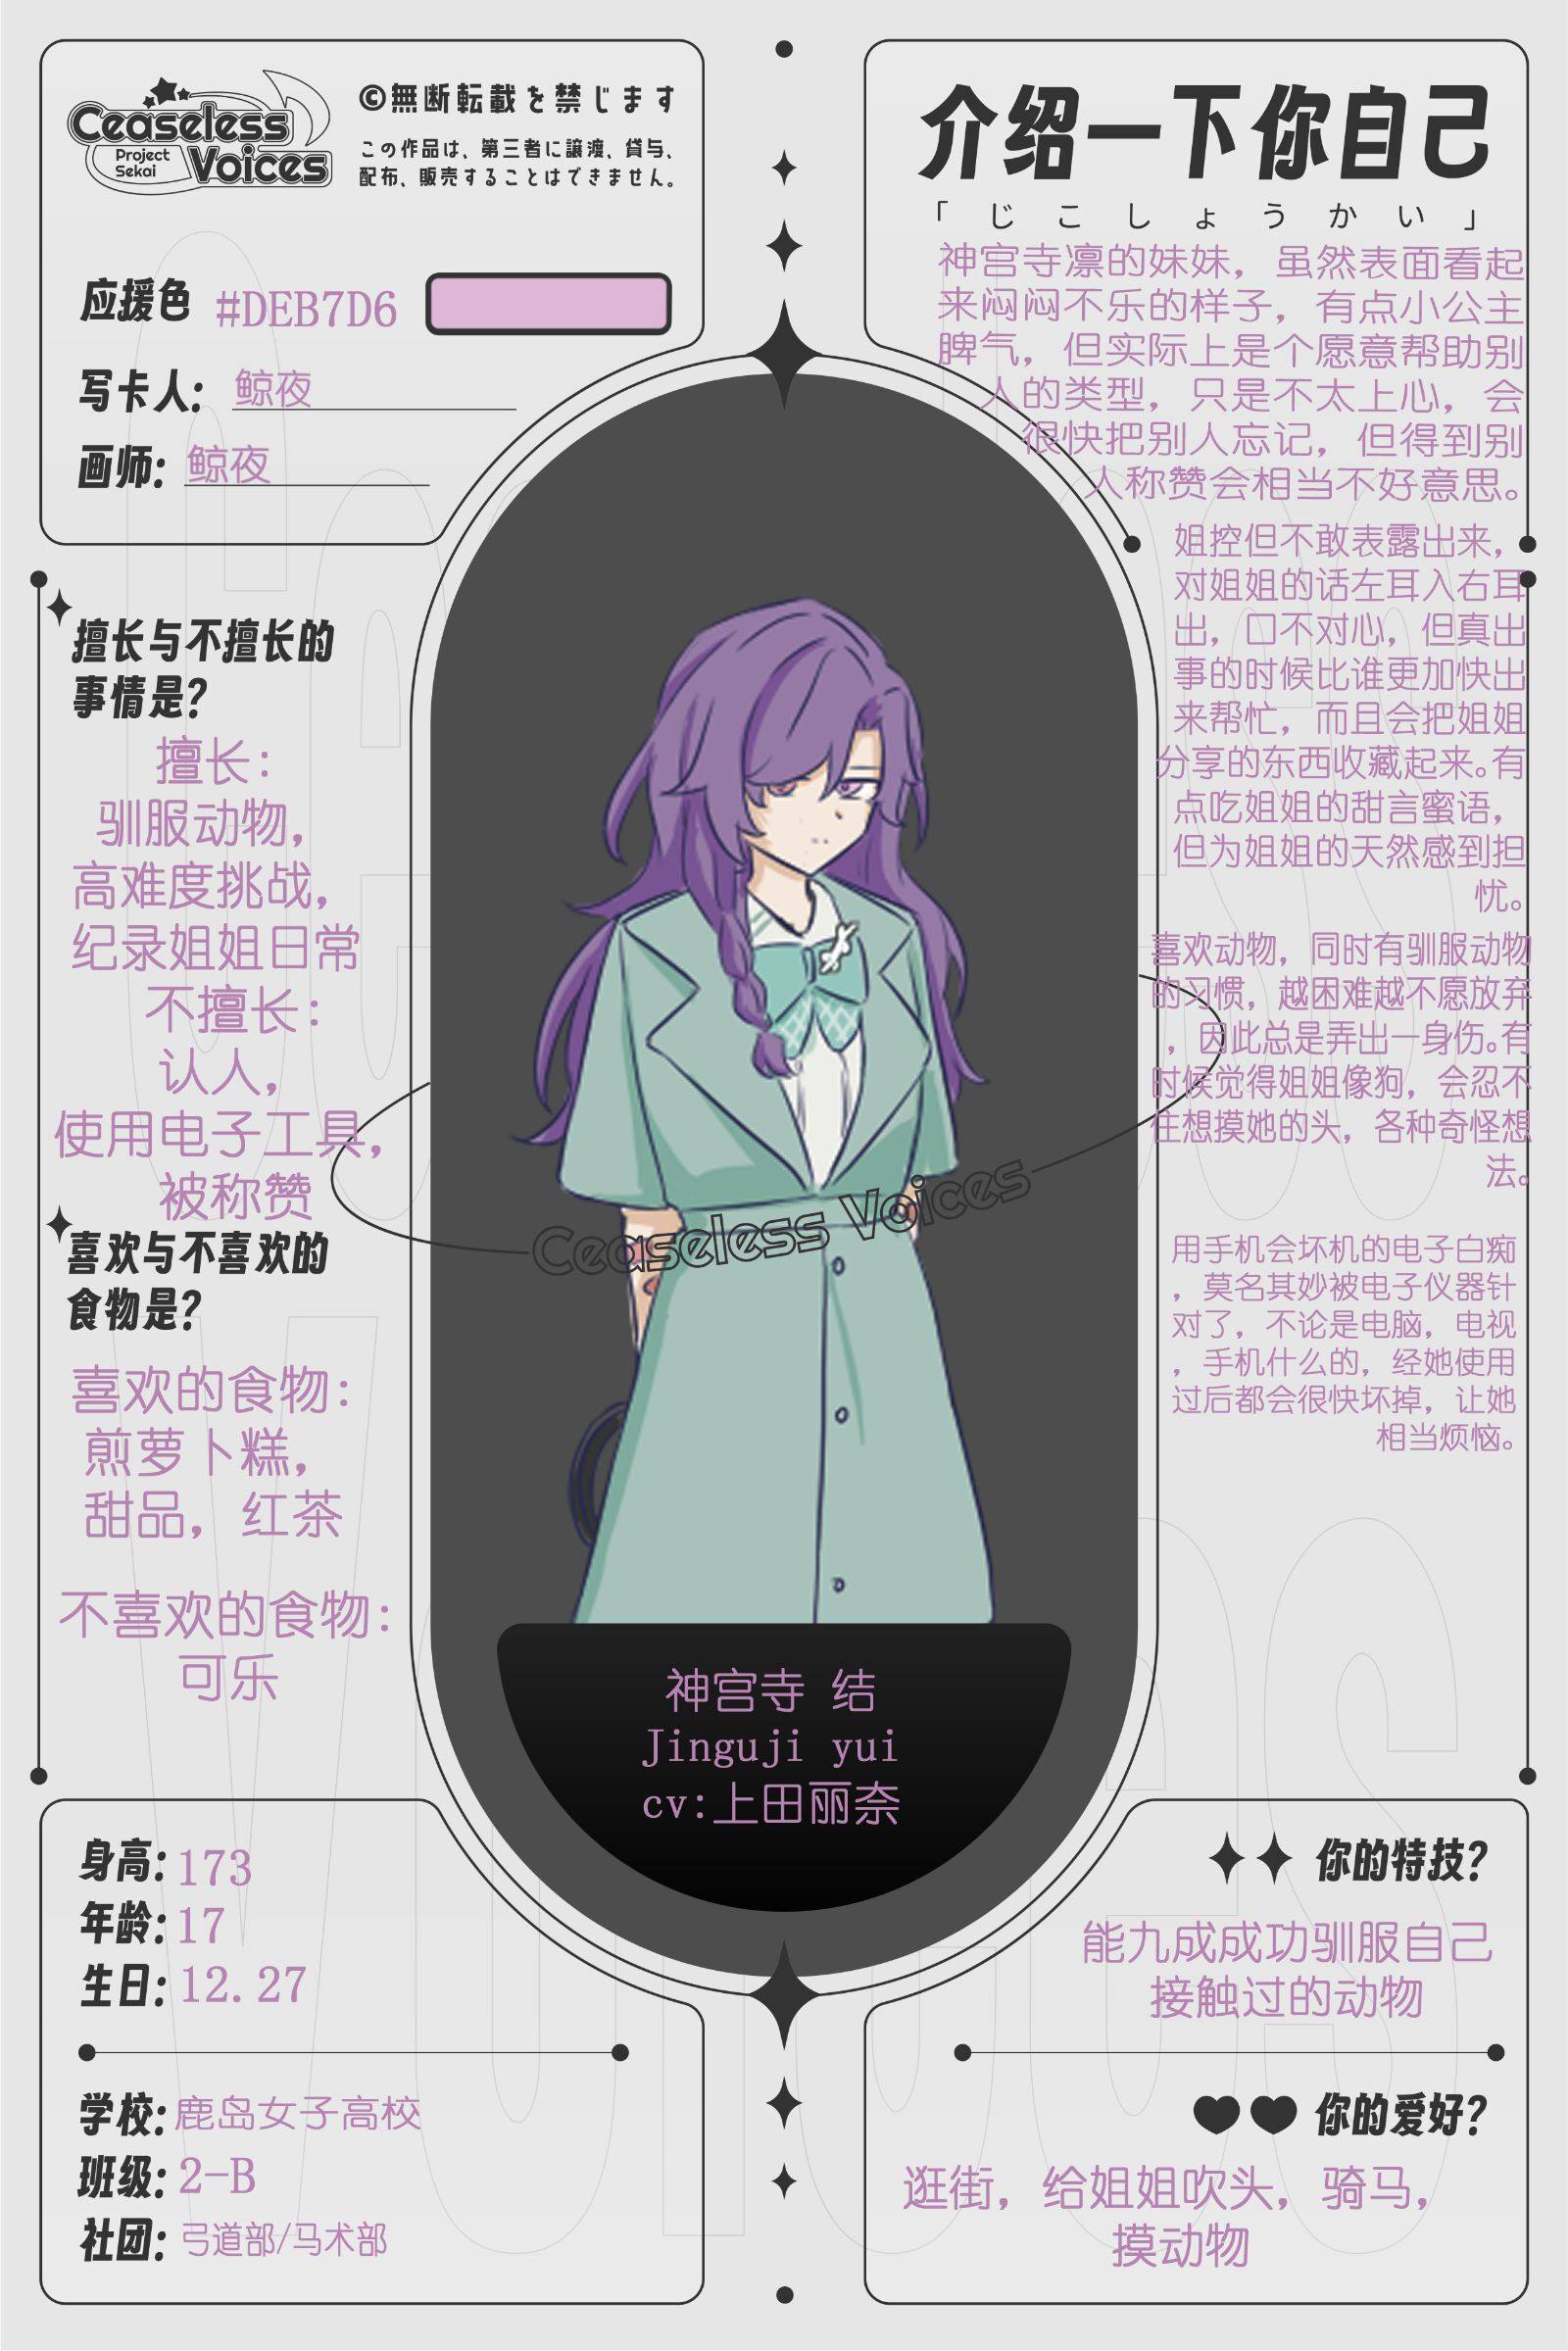 Ceaseless
Project
Sekai
Voices
©無断転載を禁じます
この作品は、第三者に譲渡、貸与、
配布、販売することはできません。
应援色 #DEB7D6
写卡人: 鲸夜
画师: 鲸夜
介绍一下你自己
「じこしょうかい」
神宫寺凛的妹妹，虽然表面看起
来闷闷不乐的样子，有点小公主
脾气，但实际上是个愿意帮助别
人的类型，只是不太上心，会
很快把别人忘记，但得到别
人称赞会相当不好意思。
姐控但不敢表露出来，
对姐姐的话左耳入右耳
出，口不对心，但真出
事的时候比谁更加快出
来帮忙，而且会把姐姐
分享的东西收藏起来。有
点吃姐姐的甜言蜜语，
但为姐姐的天然感到担
忧。
喜欢动物，同时有驯服动物
的习惯，越困难越不愿放弃
，因此总是弄出一身伤。有
时候觉得姐姐像狗，会忍不
住想摸她的头，各种奇怪想
法。
用手机会坏机的电子白痴
，莫名其妙被电子仪器针
对了，不论是电脑，电视
，手机什么的，经她使用
过后都会很快坏掉，让她
相当烦恼。
擅长与不擅长的
事情是?
擅长：
驯服动物，
高难度挑战，
纪录姐姐日常
不擅长：
认人，
使用电子工具，
被称赞
喜欢与不喜欢的
食物是?
喜欢的食物：
煎萝卜糕，
甜品，红茶
不喜欢的食物：
可乐
Ceaseless Voices
神宫寺 结
Jinguji yui
cv:上田丽奈
身高: 173
年龄: 17
生日: 12.27
学校: 鹿岛女子高校
班级: 2-B
社团: 弓道部/马术部
你的特技?
能九成成功驯服自己
接触过的动物
你的爱好?
逛街，给姐姐吹头，骑马，
摸动物